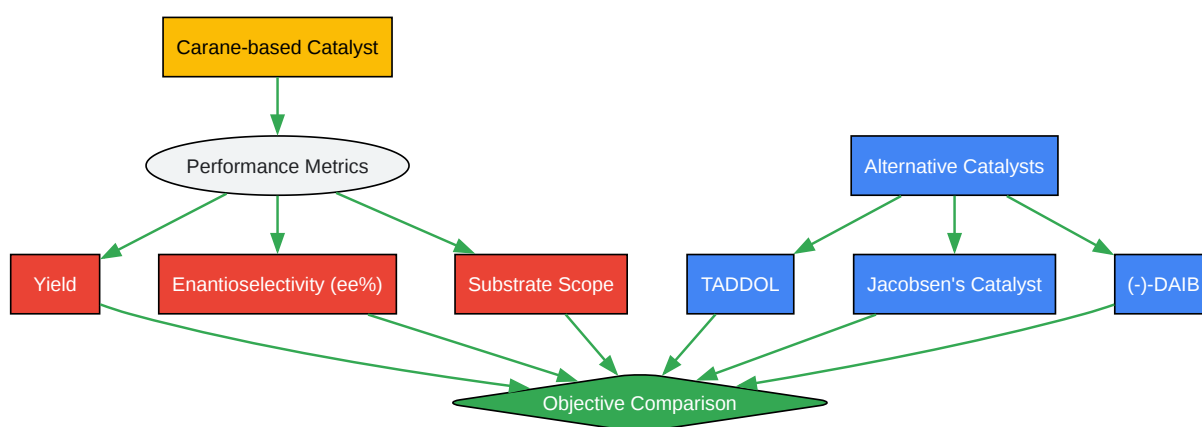 Carane-based Catalyst
Performance Metrics
Alternative Catalysts
Yield
Enantioselectivity (ee%)
Substrate Scope
TADDOL
Jacobsen's Catalyst
(-)-DAIB
Objective Comparison